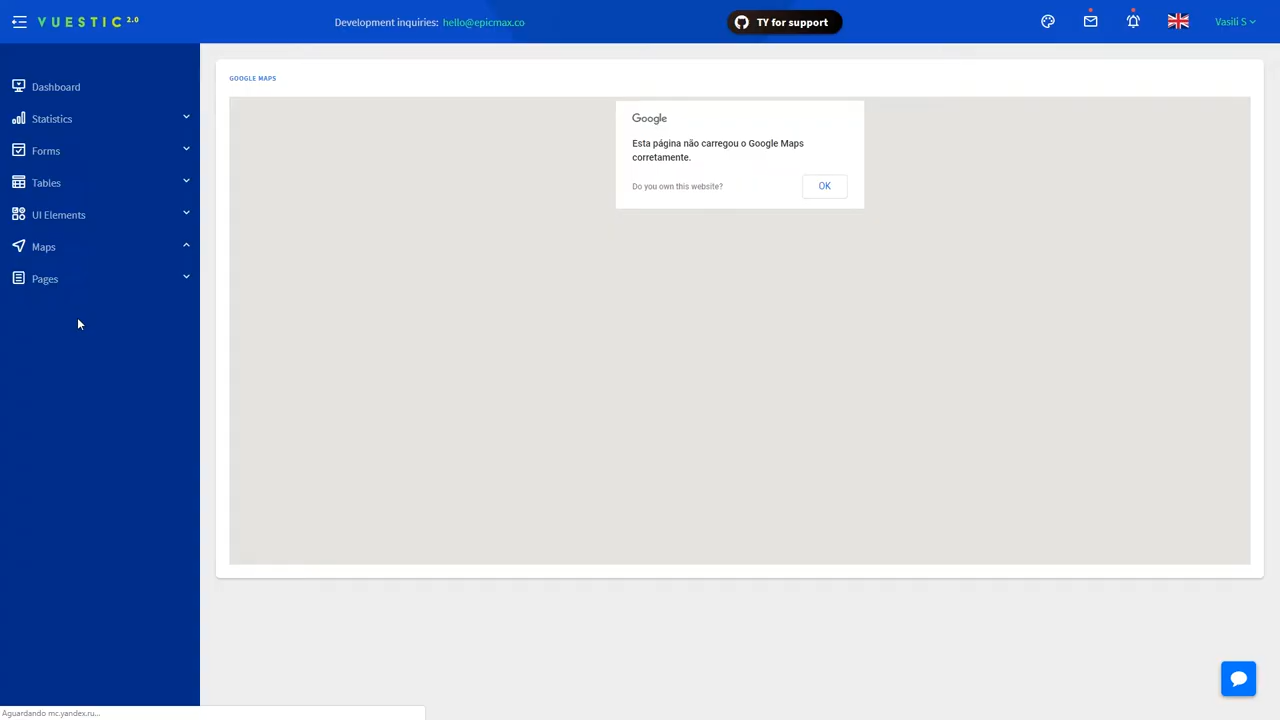 VUESTIC 2.0
Development inquiries: hello@epicmax.co
TY for support
Vasili S
Dashboard
Statistics
Forms
Tables
UI Elements
Maps
Pages
GOOGLE MAPS
Google
Esta página não carregou o Google Maps
corretamente.
Do you own this website?
OK
Aguardando mc.yandex.ru...